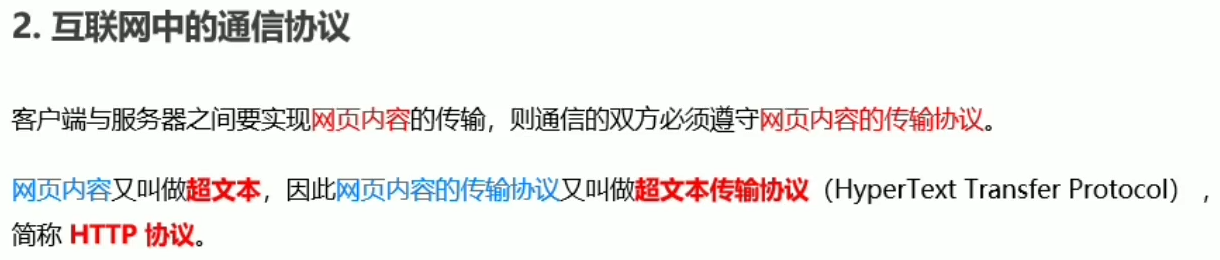 2. 互联网中的通信协议
客户端与服务器之间要实现网页内容的传输，则通信的双方必须遵守网页内容的传输协议。
网页内容又叫做超文本，因此网页内容的传输协议又叫做超文本传输协议（HyperText Transfer Protocol），
简称 HTTP 协议。